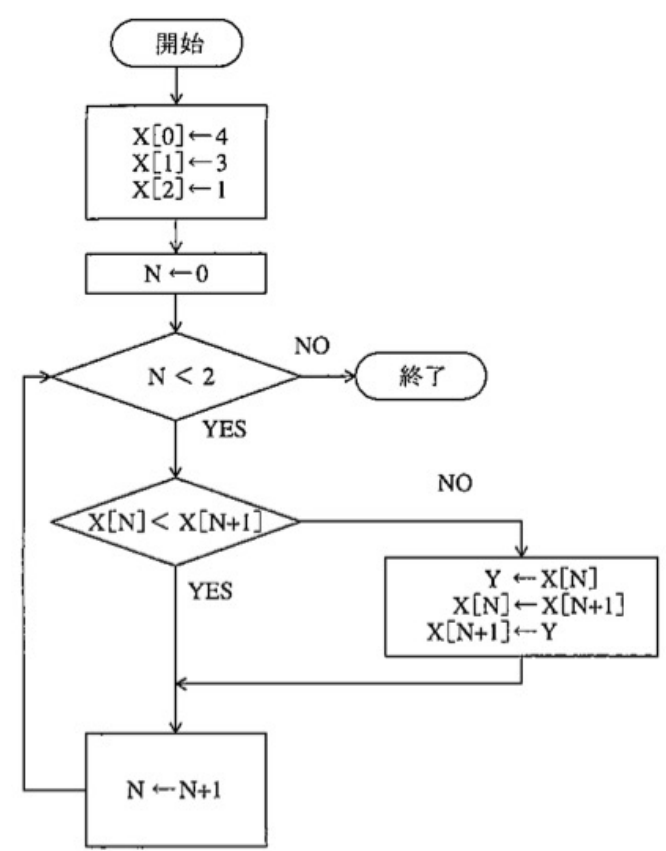 開始
X[0]←4
X[1]←3
X[2]←1
N←0
N < 2
NO
終了
YES
X[N]< X[N+1]
NO
YES
Y ←X[N]
X[N]←X[N+1]
X[N+1]←Y
N←N+1